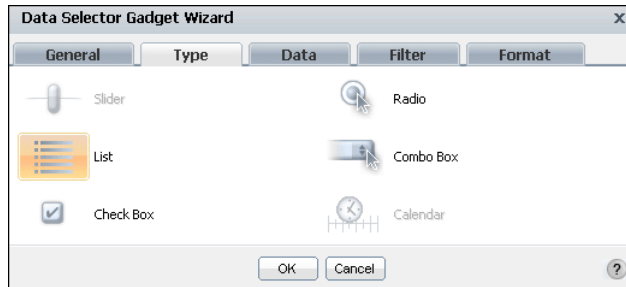 Data Selector Gadget Wizard x
General Type Data Filter Format
Slider Radio
List Combo Box
Check Box Calendar
OK Cancel ?